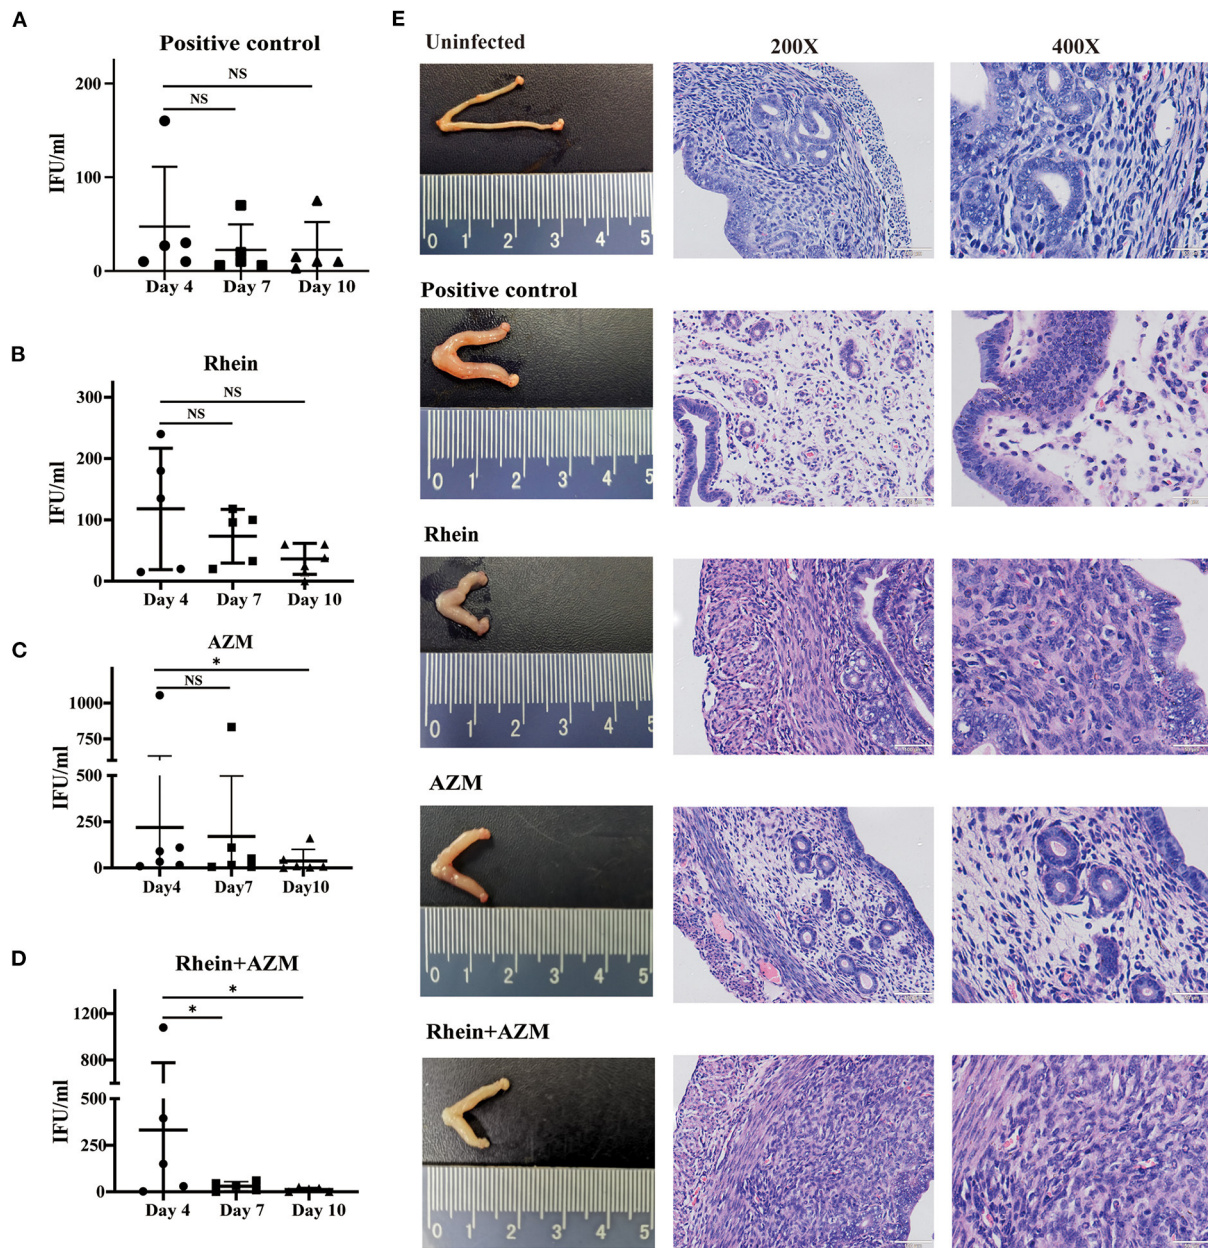 A
Positive control
NS
NS
200
100
0
IFU/ml
Day 4 Day 7 Day 10
B
Rhein
NS
NS
300
200
100
0
IFU/ml
Day 4 Day 7 Day 10
C
AZM
*
NS
1000
750
500
250
0
IFU/ml
Day4 Day7 Day10
D
Rhein+AZM
*
*
1200
800
500
250
0
IFU/ml
Day 4 Day 7 Day 10
E
Uninfected 200X 400X
0 1 2 3 4 5
Positive control
0 1 2 3 4 5
Rhein
0 1 2 3 4 5
AZM
0 1 2 3 4 5
Rhein+AZM
0 1 2 3 4 5